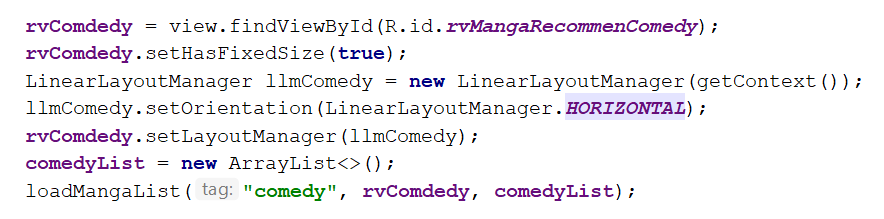 rvComdedy = view.findViewById(R.id.rvMangaRecommenComedy);
rvComdedy.setHasFixedSize(true);
LinearLayoutManager llmComedy = new LinearLayoutManager(getContext());
llmComedy.setOrientation(LinearLayoutManager.HORIZONTAL);
rvComdedy.setLayoutManager(llmComedy);
comedyList = new ArrayList<>();
loadMangaList( tag: "comedy", rvComdedy, comedyList);